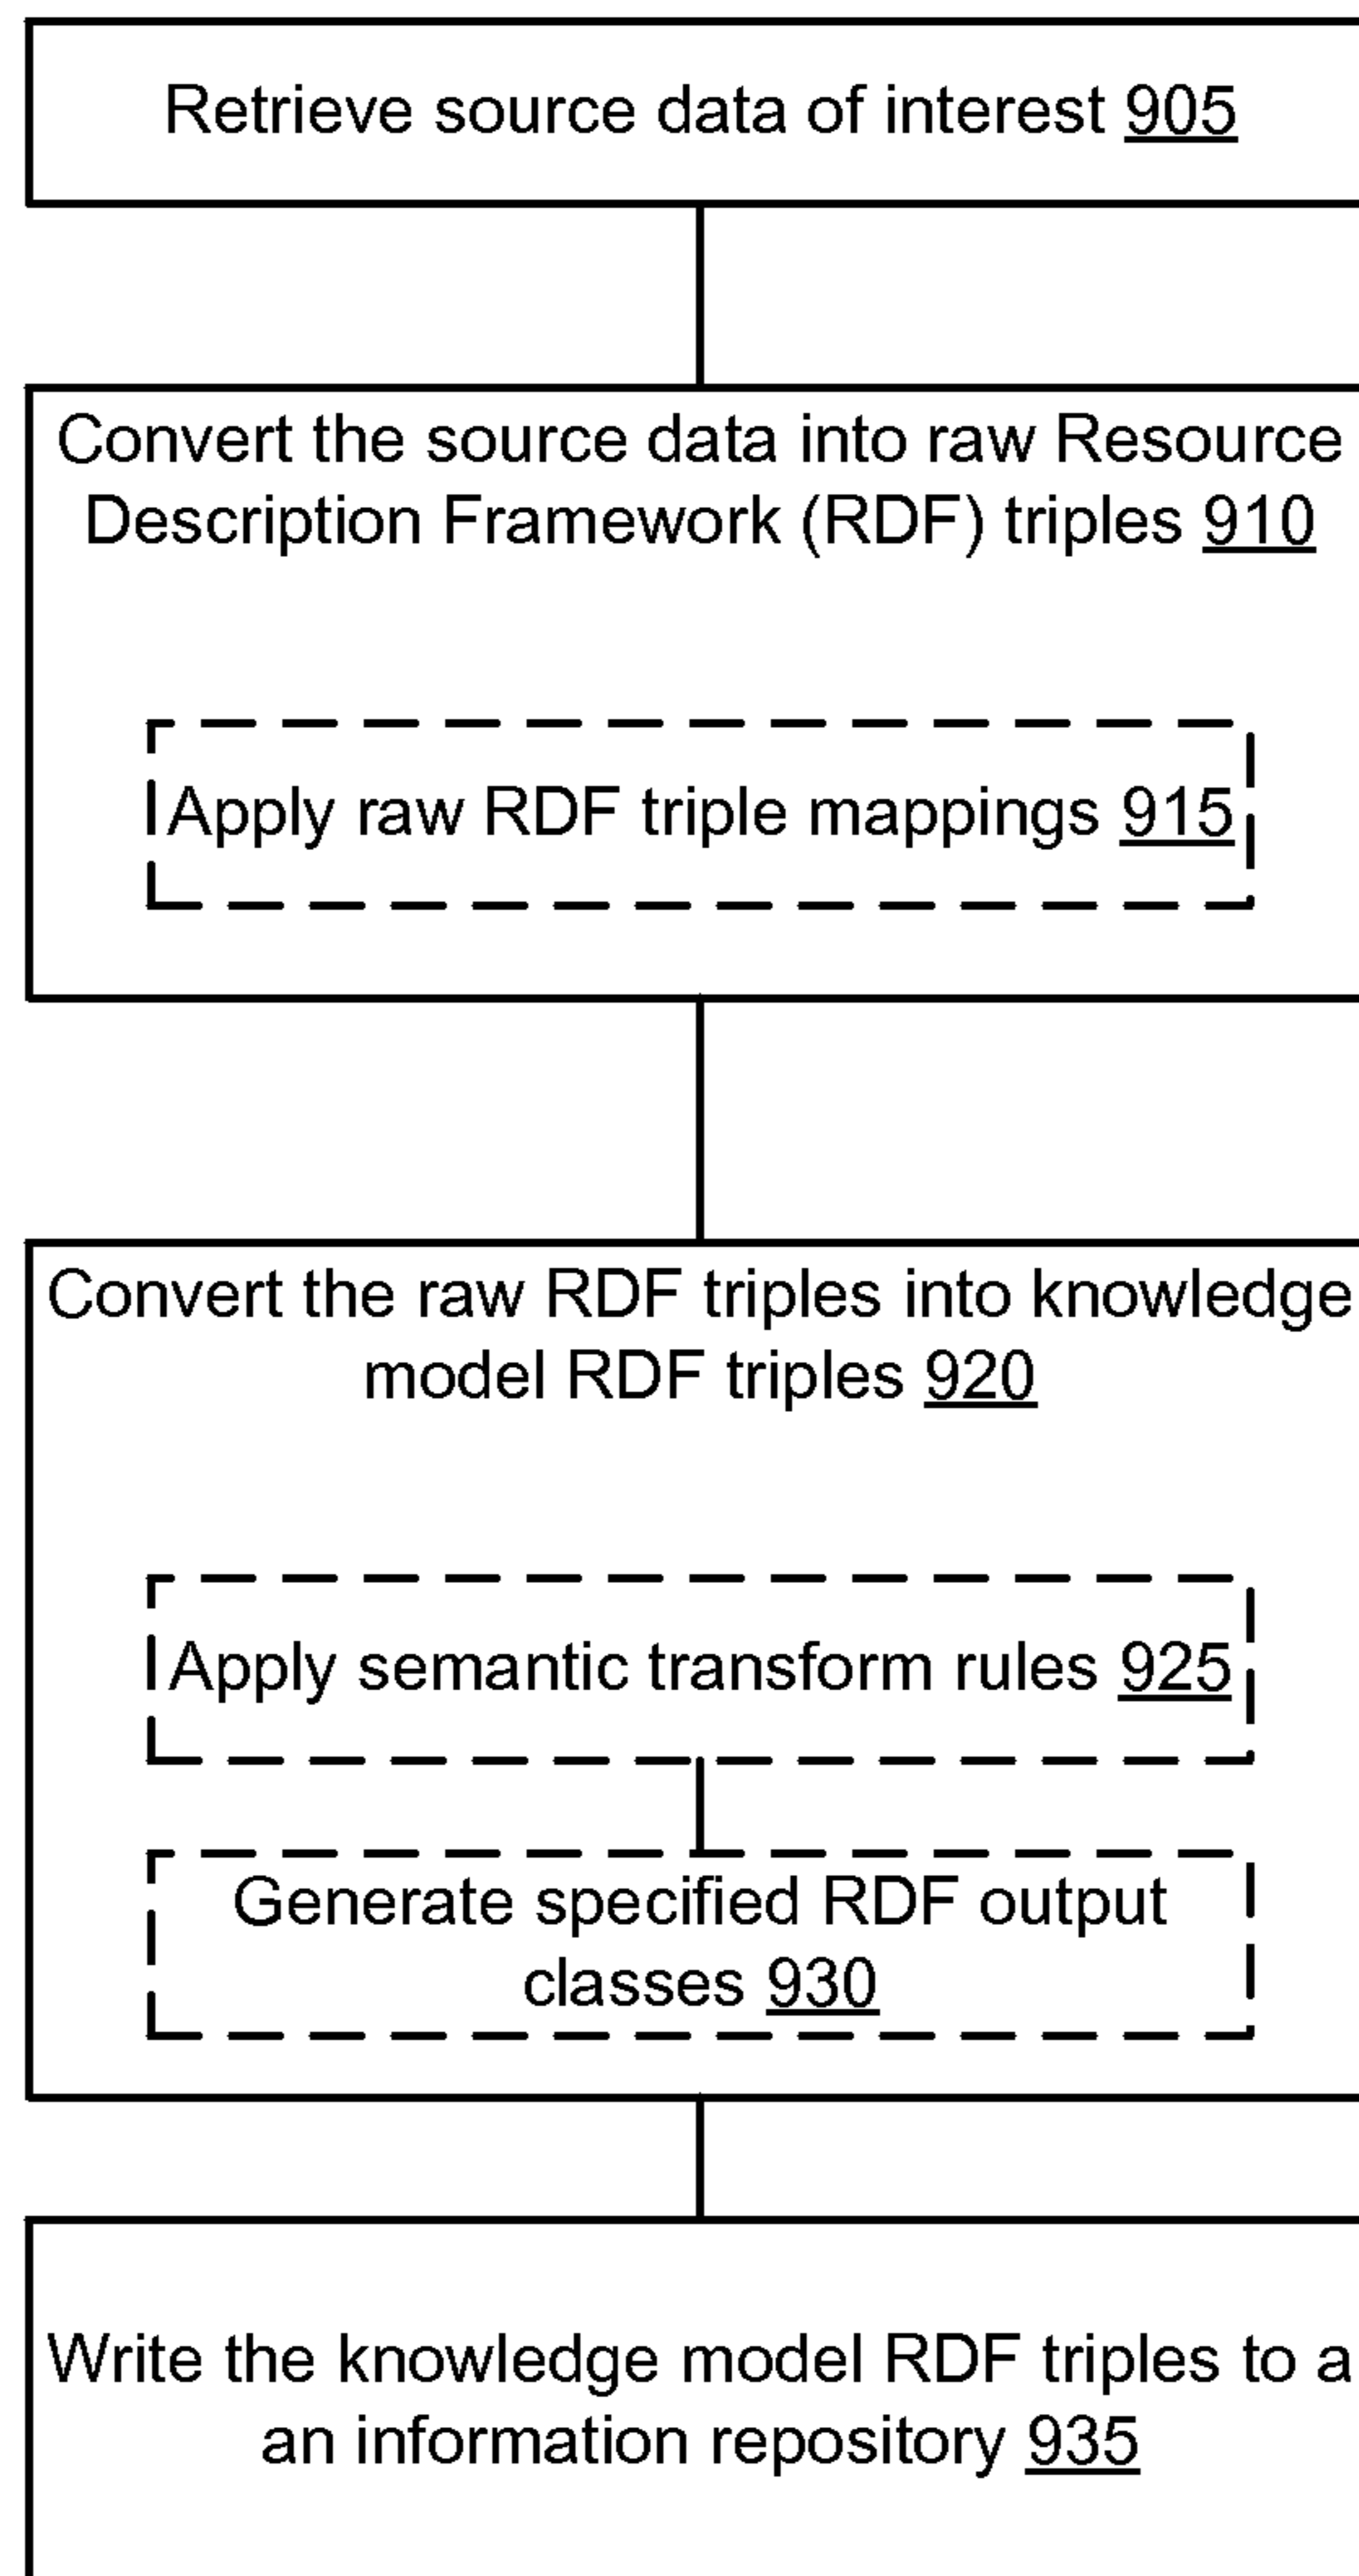 Retrieve source data of interest 905
Convert the source data into raw Resource
Description Framework (RDF) triples 910
Apply raw RDF triple mappings 915
Convert the raw RDF triples into knowledge
model RDF triples 920
Apply semantic transform rules 925
Generate specified RDF output
classes 930
Write the knowledge model RDF triples to a
an information repository 935